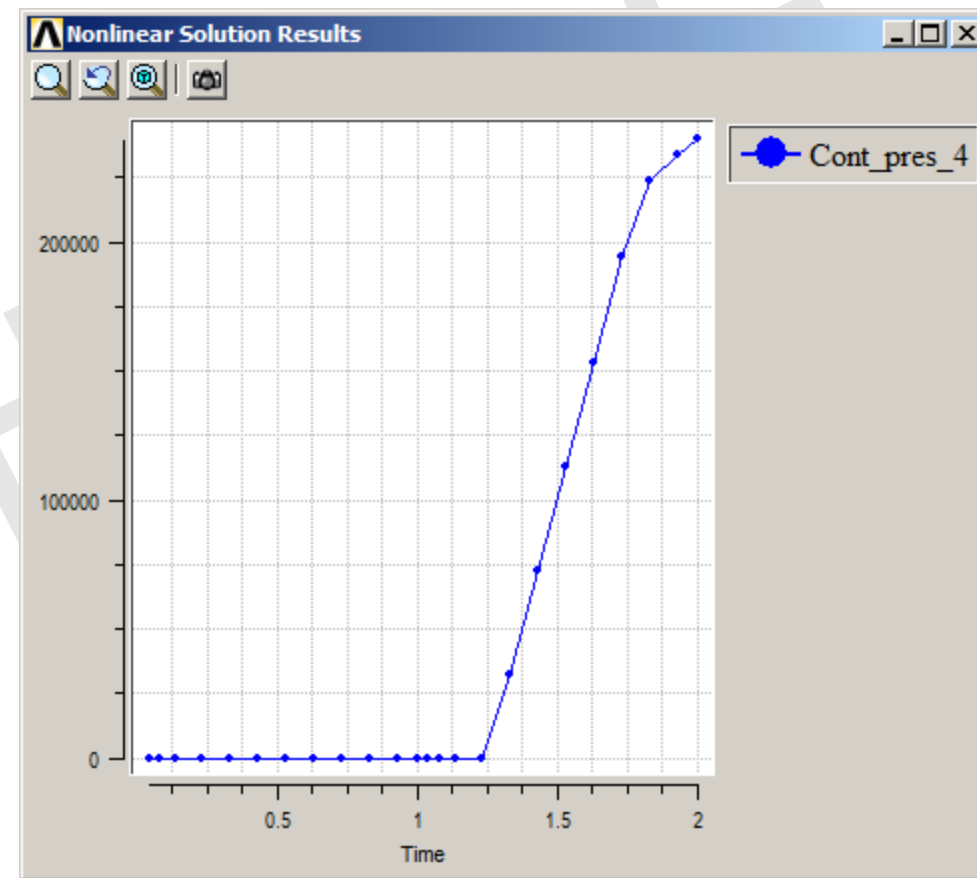 Nonlinear Solution Results
Cont_pres_4
200000
100000
0
0.5 1 1.5 2
Time